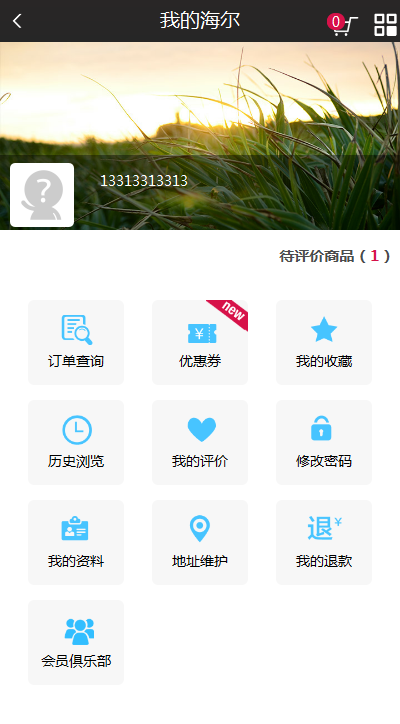 我的海尔
0
13313313313
待评价商品（1）
订单查询
new
优惠券
我的收藏
历史浏览
我的评价
修改密码
我的资料
地址维护
退¥
我的退款
会员俱乐部